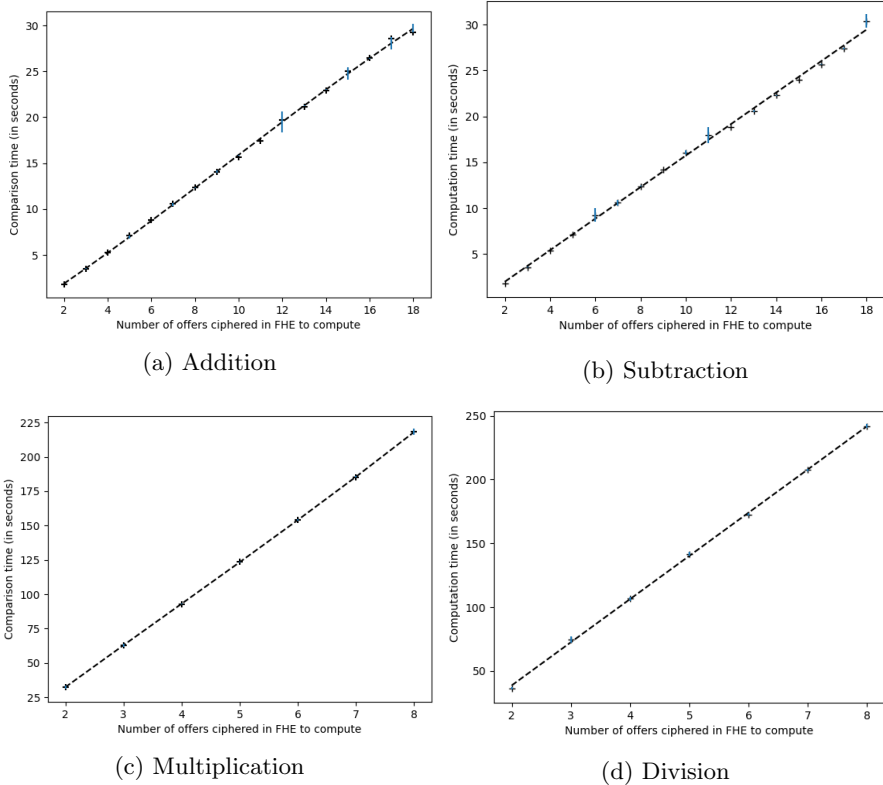 30
25
20
15
10
5
Comparison time (in seconds)
2 4 6 8 10 12 14 16 18
Number of offers ciphered in FHE to compute
(a) Addition
30
25
20
15
10
5
Computation time (in seconds)
2 4 6 8 10 12 14 16 18
Number of offers ciphered in FHE to compute
(b) Subtraction
225
200
175
150
125
100
75
50
25
Comparison time (in seconds)
2 3 4 5 6 7 8
Number of offers ciphered in FHE to compute
(c) Multiplication
250
200
150
100
50
Computation time (in seconds)
2 3 4 5 6 7 8
Number of offers ciphered in FHE to compute
(d) Division